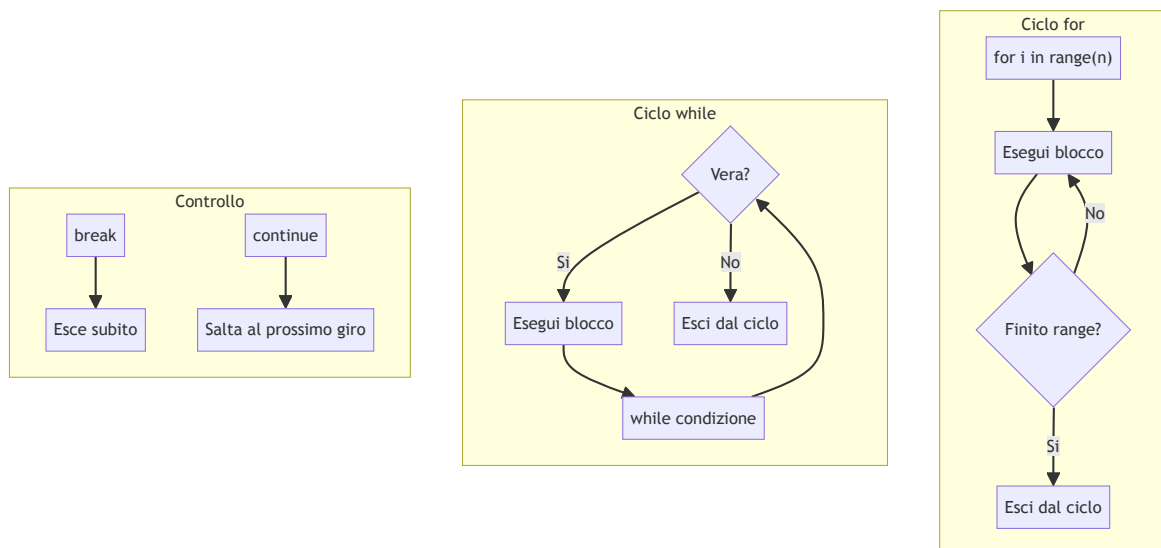 Controllo
break
continue
Esce subito
Salta al prossimo giro
Ciclo while
Vera?
Si
No
Esegui blocco
Esci dal ciclo
while condizione
Ciclo for
for i in range(n)
Esegui blocco
No
Finito range?
Si
Esci dal ciclo